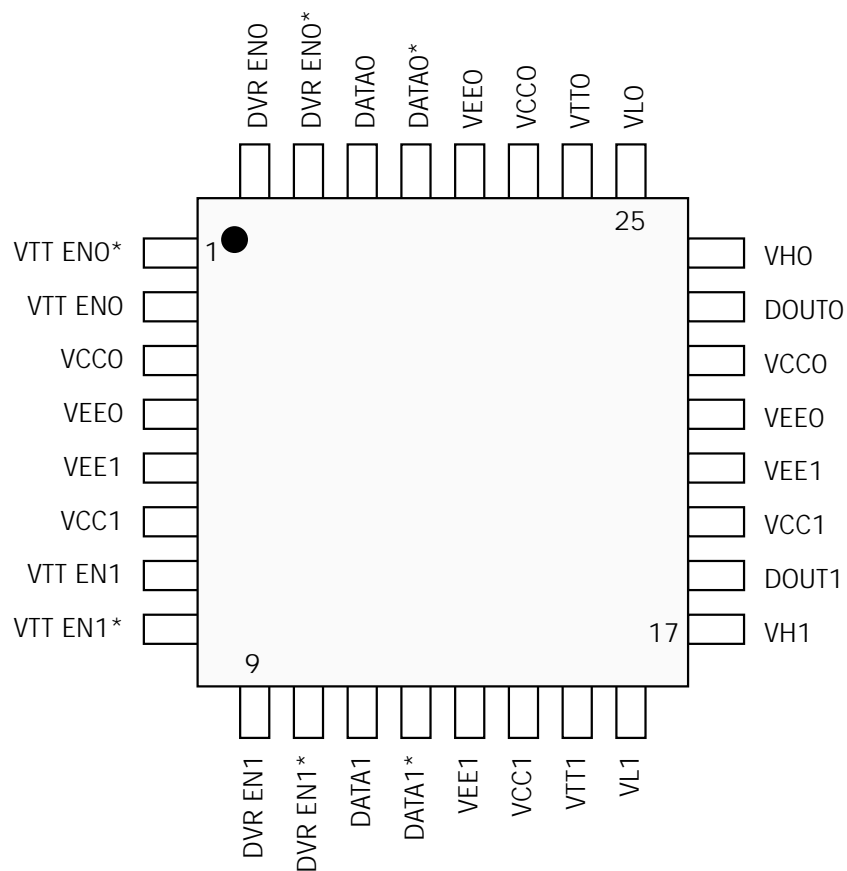 DVR EN0
DVR EN0*
DATA0
DATA0*
VEE0
VCC0
VTT0
VL0
VTT EN0*
VTT EN0
VCC0
VEE0
VEE1
VCC1
VTT EN1
VTT EN1*
1
25
9
17
VH0
DOUT0
VCC0
VEE0
VEE1
VCC1
DOUT1
VH1
DVR EN1
DVR EN1*
DATA1
DATA1*
VEE1
VCC1
VTT1
VL1